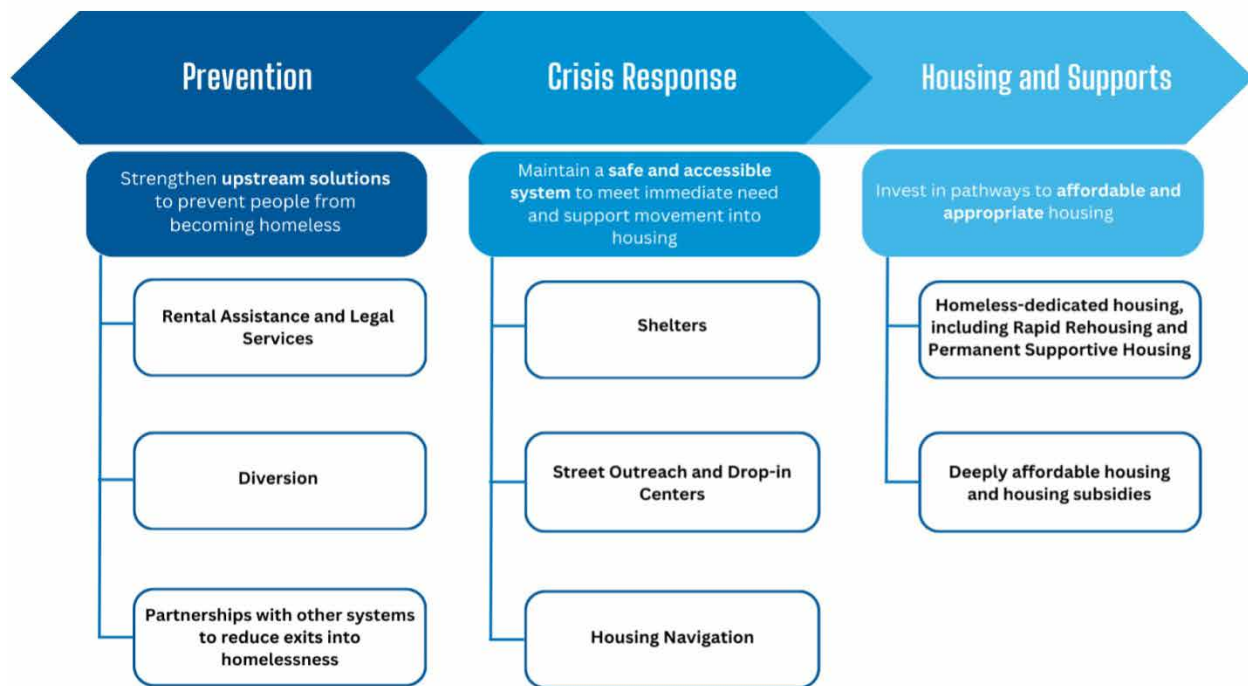 Prevention
Crisis Response
Housing and Supports
Strengthen upstream solutions
to prevent people from
becoming homeless
Maintain a safe and accessible
system to meet immediate need
and support movement into
housing
Invest in pathways to affordable and
appropriate housing
Rental Assistance and Legal
Services
Diversion
Partnerships with other systems
to reduce exits into
homelessness
Shelters
Street Outreach and Drop-in
Centers
Housing Navigation
Homeless-dedicated housing,
including Rapid Rehousing and
Permanent Supportive Housing
Deeply affordable housing
and housing subsidies